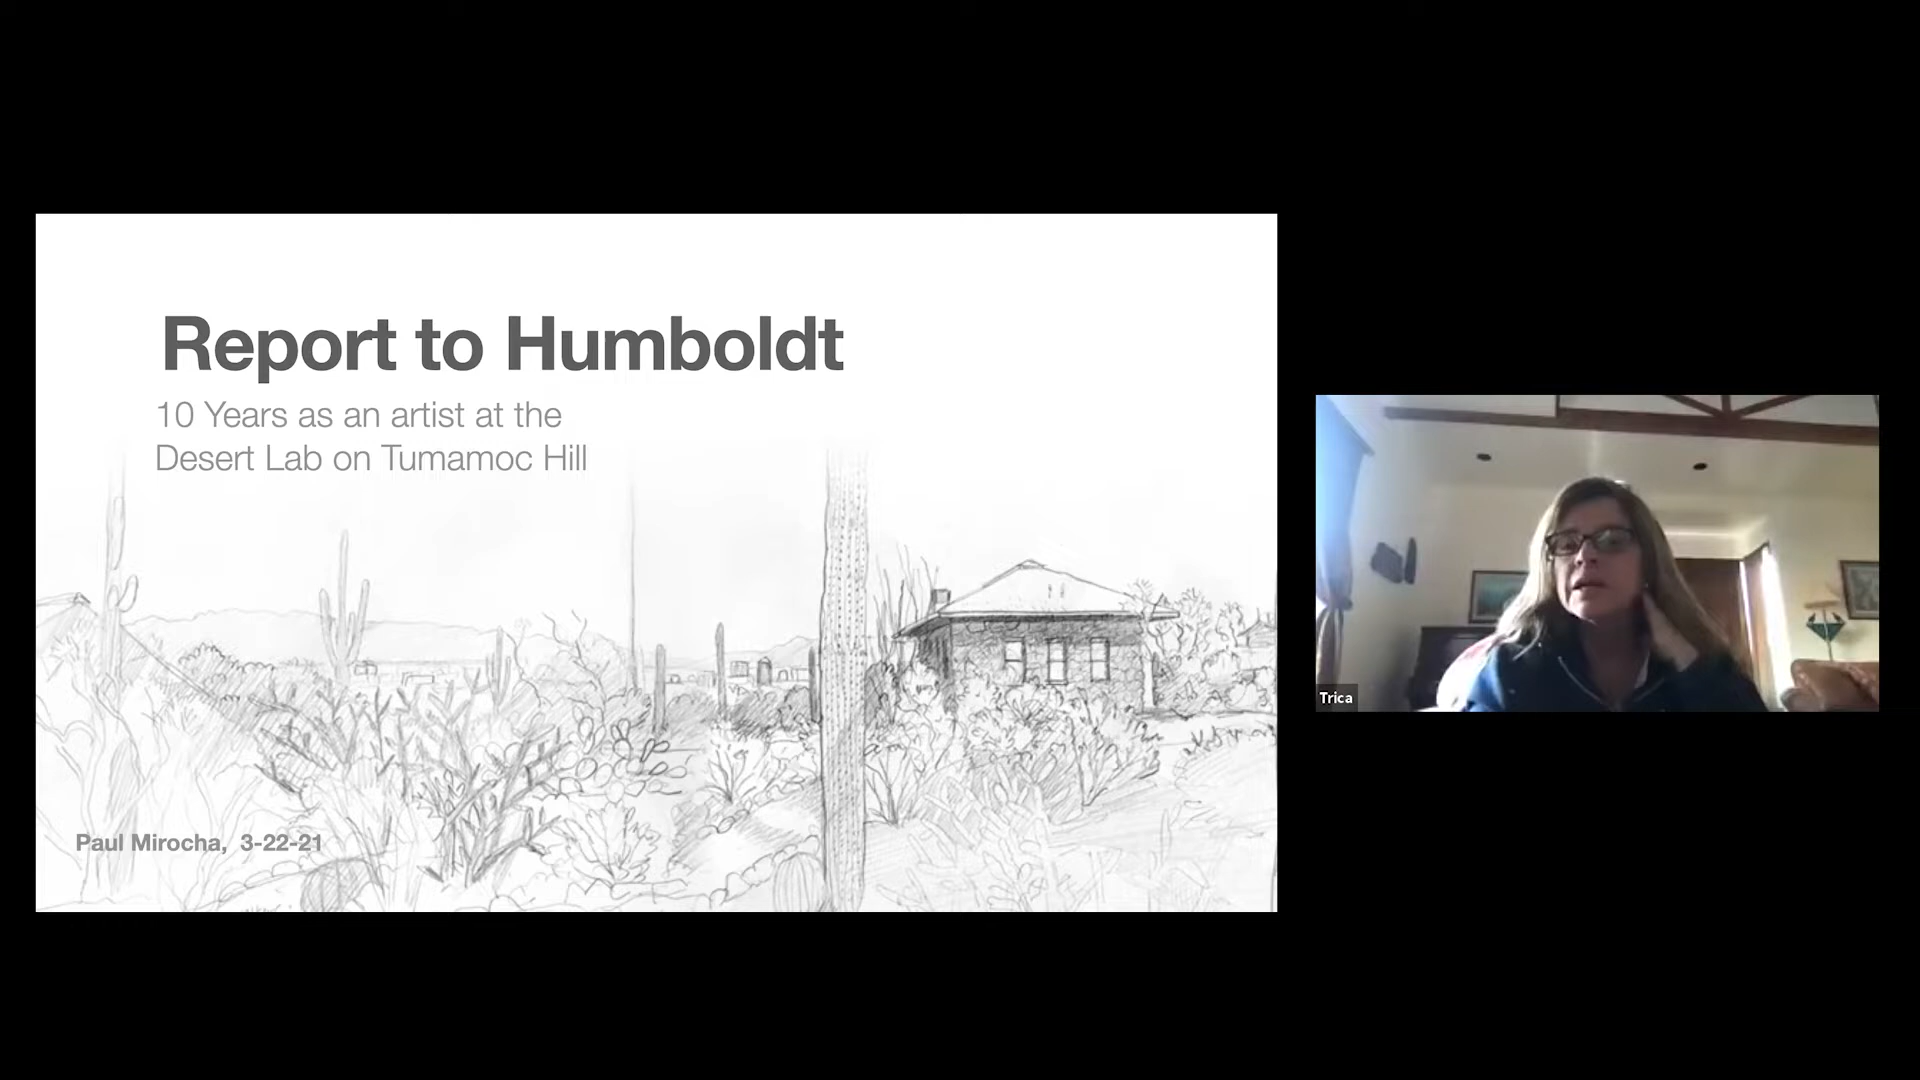 Report to Humboldt
10 Years as an artist at the
Desert Lab on Tumamoc Hill
Paul Mirocha, 3-22-21
Trica